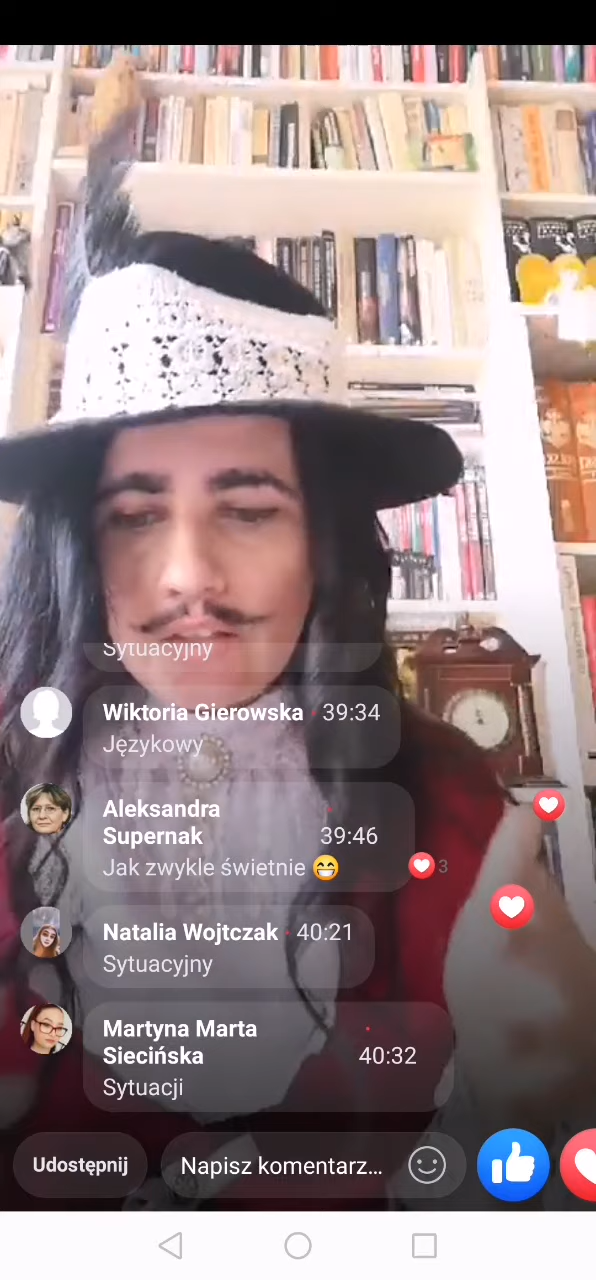 Sytuacyjny
Wiktoria Gierowska · 39:34
Językowy
Aleksandra
Supernak 39:46
Jak zwykle świetnie 😁
3
Natalia Wojtczak · 40:21
Sytuacyjny
Martyna Marta
Siecińska 40:32
Sytuacji
Udostępnij
Napisz komentarz...